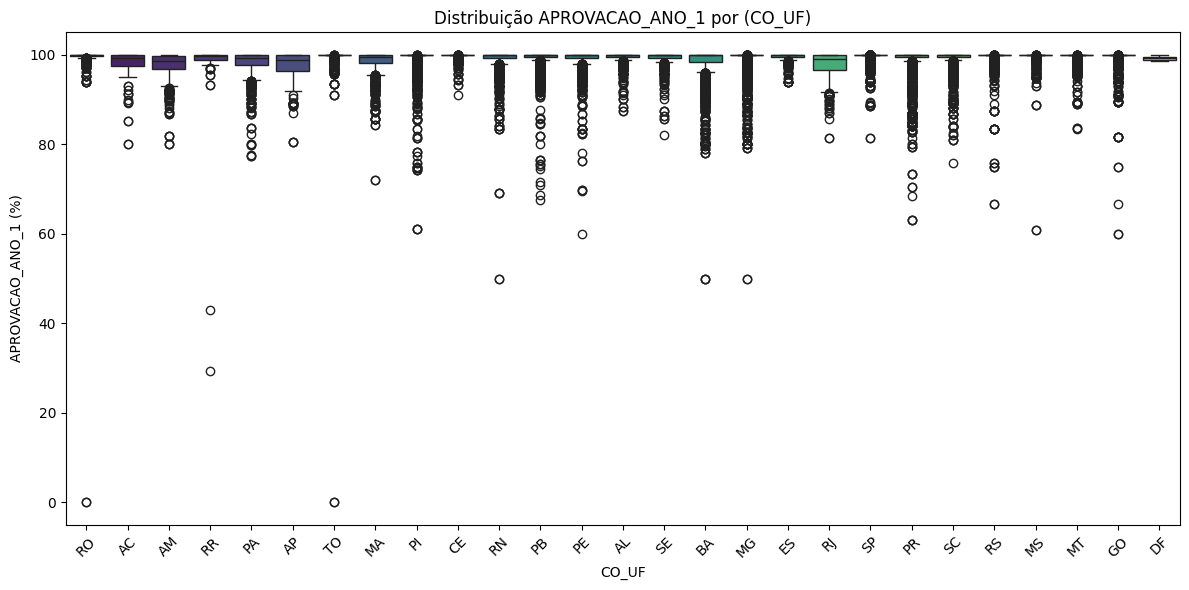 Distribuição APROVACAO_ANO_1 por (CO_UF)
APROVACAO_ANO_1 (%)
100
80
60
40
20
0
RO AC AM RR PA AP TO MA PI CE RN PB PE AL SE BA MG ES RJ SP PR SC RS MS MT GO DF
CO_UF